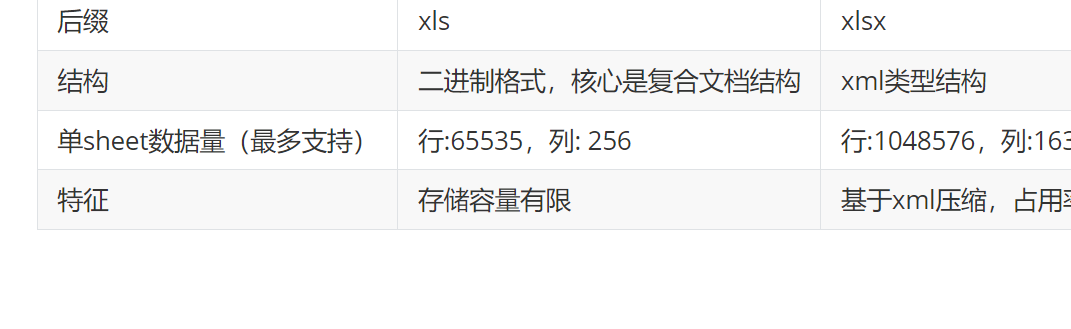 后缀 xls xlsx
结构 二进制格式，核心是复合文档结构 xml类型结构
单sheet数据量（最多支持） 行:65535，列: 256 行:1048576，列:163
特征 存储容量有限 基于xml压缩，占用